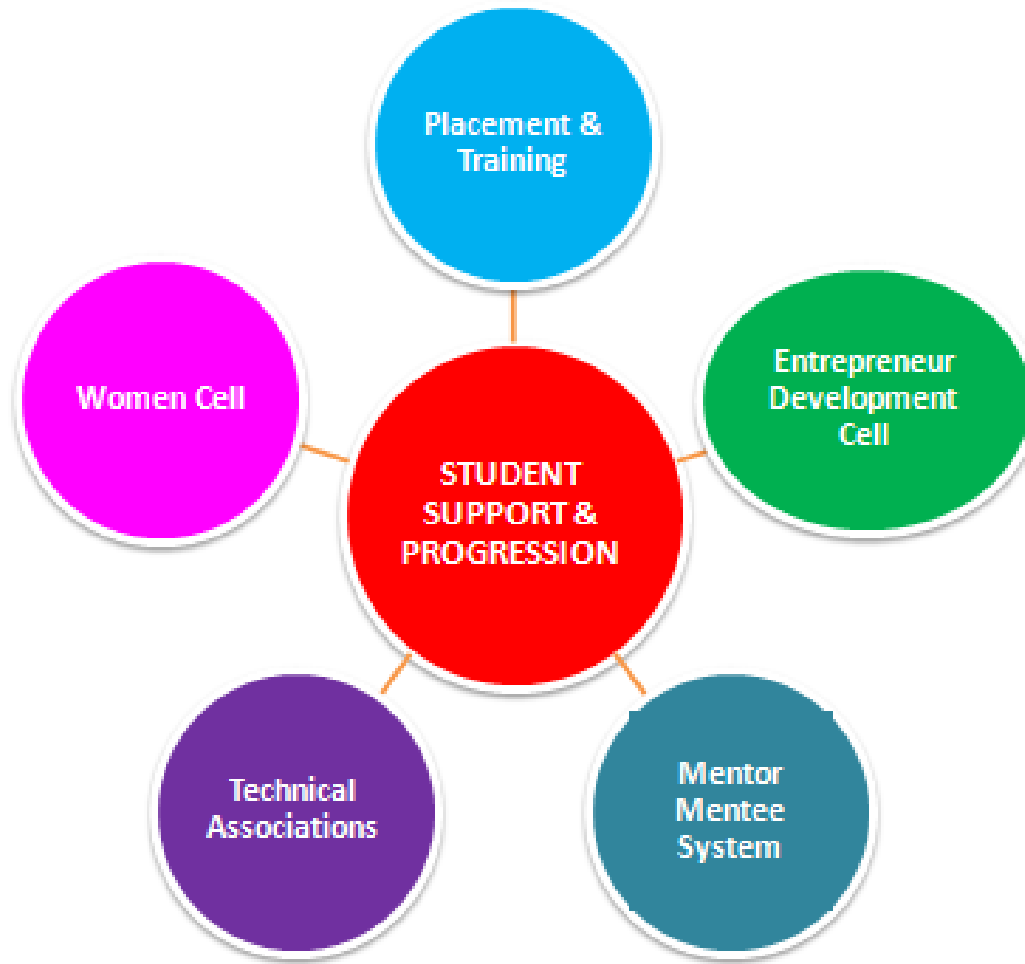 Placement &
Training
Women Cell
Entrepreneur
Development
Cell
STUDENT
SUPPORT &
PROGRESSION
Technical
Associations
Mentor
Mentee
System